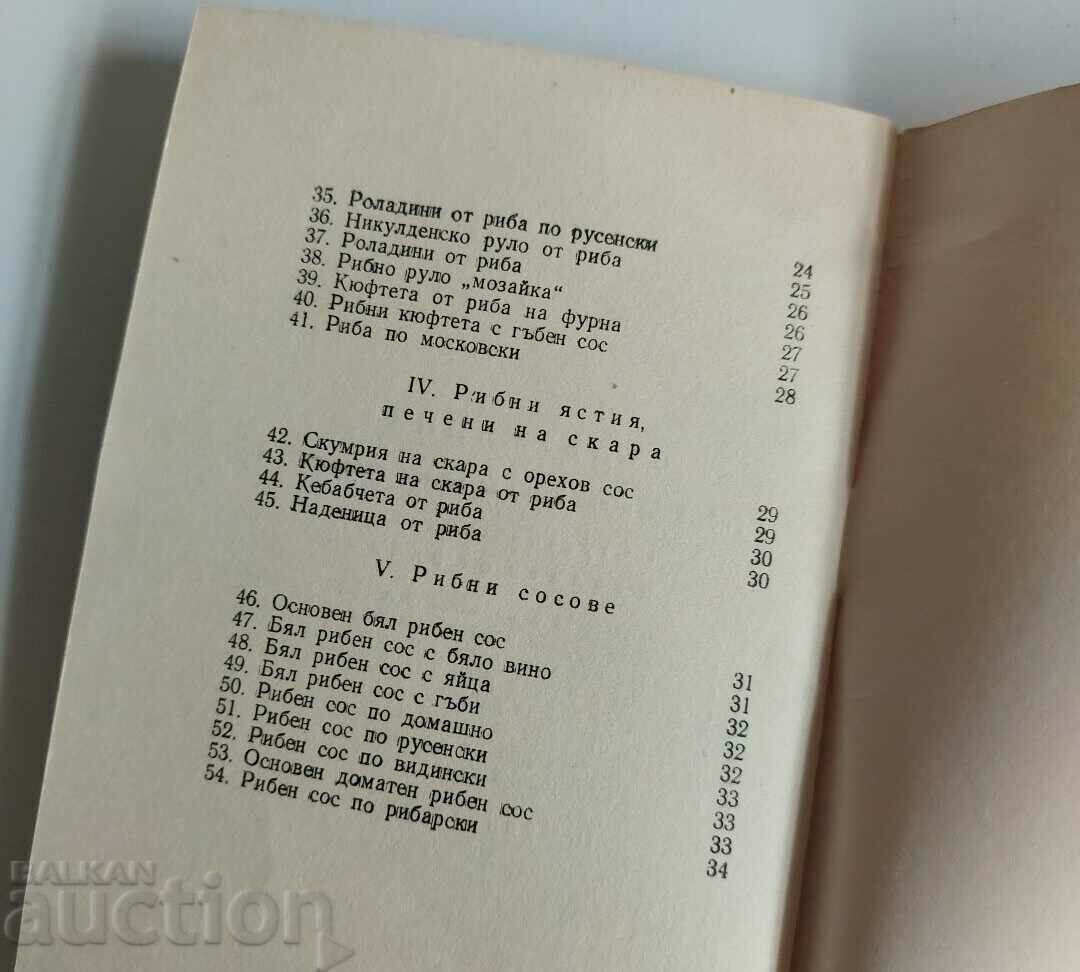 35. Роладини от риба по русенски 24
36. Никулденско руло от риба 25
37. Роладини от риба 26
38. Рибно руло „мозайка“ 26
39. Кюфтета от риба на фурна 27
40. Рибни кюфтета с гъбен сос 27
41. Риба по московски 28
IV. Рибни ястия,
печени на скара
42. Скумрия на скара с орехов сос 29
43. Кюфтета на скара от риба 29
44. Кебабчета от риба 30
45. Наденица от риба 30
V. Рибни сосове
46. Основен бял рибен сос 31
47. Бял рибен сос с бяло вино 31
48. Бял рибен сос с яйца 32
49. Бял рибен сос с гъби 32
50. Рибен сос по домашно 32
51. Рибен сос по русенски 33
52. Рибен сос по видински 33
53. Основен доматен рибен сос 33
54. Рибен сос по рибарски 34
BALKAN
auction